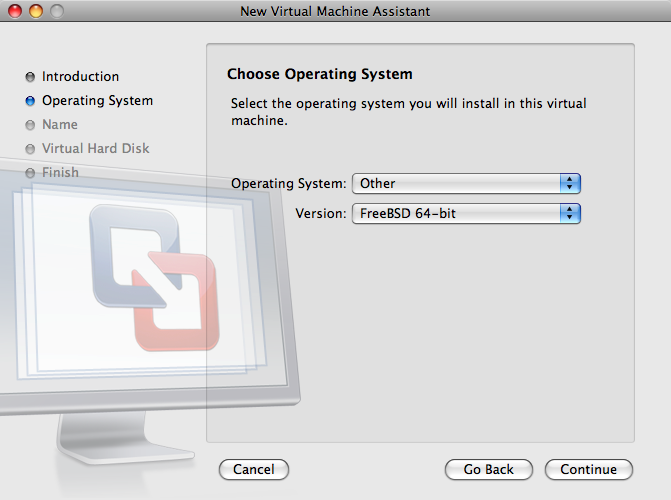 New Virtual Machine Assistant
Introduction
Operating System
Name
Virtual Hard Disk
Finish
Choose Operating System
Select the operating system you will install in this virtual
machine.
Operating System: Other
Version: FreeBSD 64-bit
Cancel
Go Back
Continue